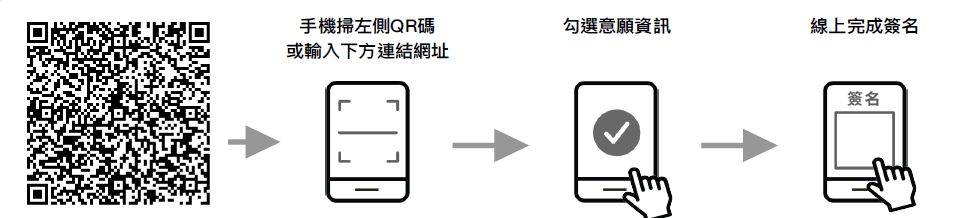 手機掃左側QR碼
或輸入下方連結網址
勾選意願資訊
線上完成簽名
簽名